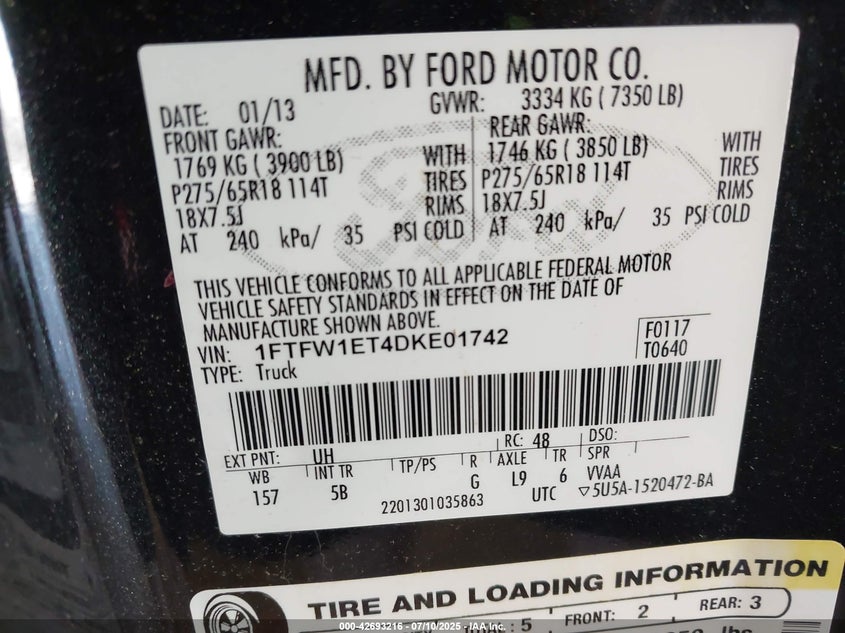 MFD. BY FORD MOTOR CO.
DATE: 01/13 GVWR: 3334 KG ( 7350 LB)
FRONT GAWR: REAR GAWR:
1769 KG ( 3900 LB) WITH 1746 KG ( 3850 LB) WITH
P275/65R18 114T TIRES P275/65R18 114T TIRES
18X7.5J RIMS 18X7.5J RIMS
AT 240 kPa/ 35 PSI COLD AT 240 kPa/ 35 PSI COLD
THIS VEHICLE CONFORMS TO ALL APPLICABLE FEDERAL MOTOR
VEHICLE SAFETY STANDARDS IN EFFECT ON THE DATE OF
MANUFACTURE SHOWN ABOVE.
VIN: 1FTFW1ET4DKE01742 F0117
TYPE: Truck T0640
EXT PNT: UH RC: 48 DSO:
WB INT TR TP/PS R AXLE TR SPR
157 5B G L9 6 VVAA
2201301035863 UTC ▽5U5A-1520472-BA
TIRE AND LOADING INFORMATION
: 5 FRONT: 2 REAR: 3
000-42693216 - 07/10/2025 - IAA Inc.
lbs